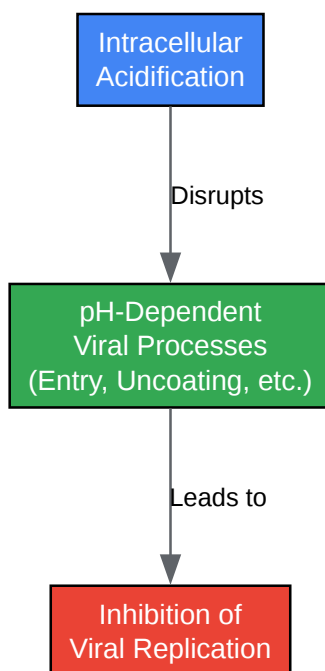 Intracellular
Acidification
Disrupts
pH-Dependent
Viral Processes
(Entry, Uncoating, etc.)
Leads to
Inhibition of
Viral Replication